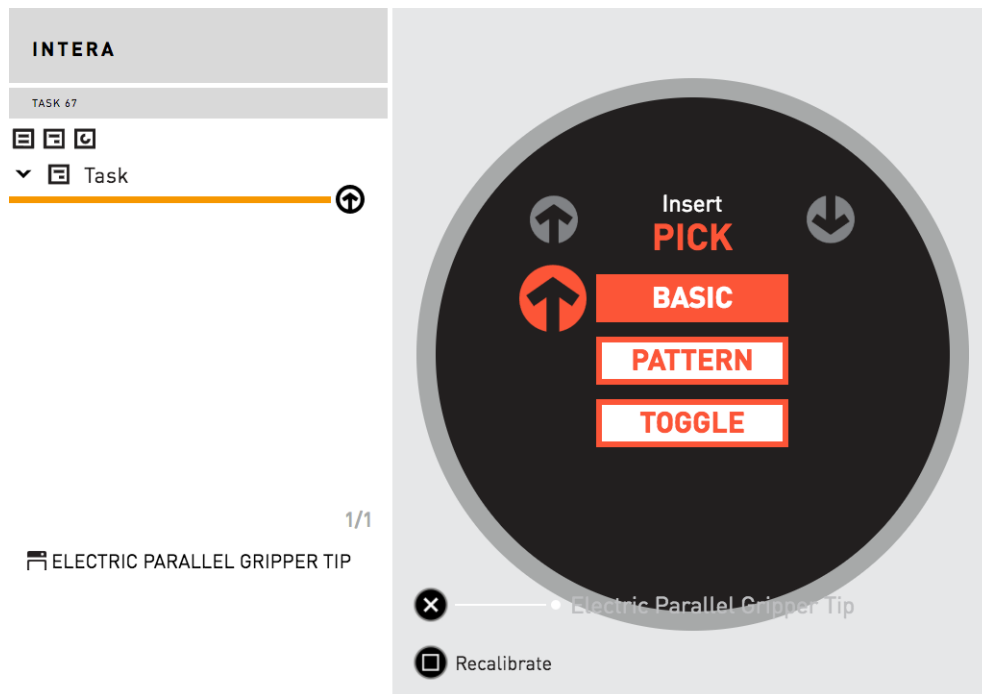 INTERA
TASK 67
Task
1/1
ELECTRIC PARALLEL GRIPPER TIP
Insert
PICK
BASIC
PATTERN
TOGGLE
Electric Parallel Gripper Tip
Recalibrate